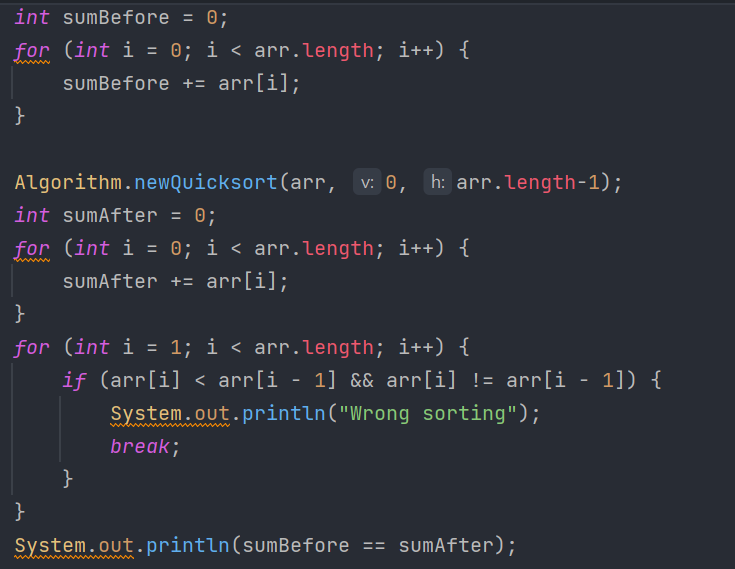 int sumBefore = 0;
for (int i = 0; i < arr.length; i++) {
    sumBefore += arr[i];
}

Algorithm.newQuicksort(arr, v: 0, h: arr.length-1);
int sumAfter = 0;
for (int i = 0; i < arr.length; i++) {
    sumAfter += arr[i];
}
for (int i = 1; i < arr.length; i++) {
    if (arr[i] < arr[i - 1] && arr[i] != arr[i - 1]) {
        System.out.println("Wrong sorting");
        break;
    }
}
System.out.println(sumBefore == sumAfter);